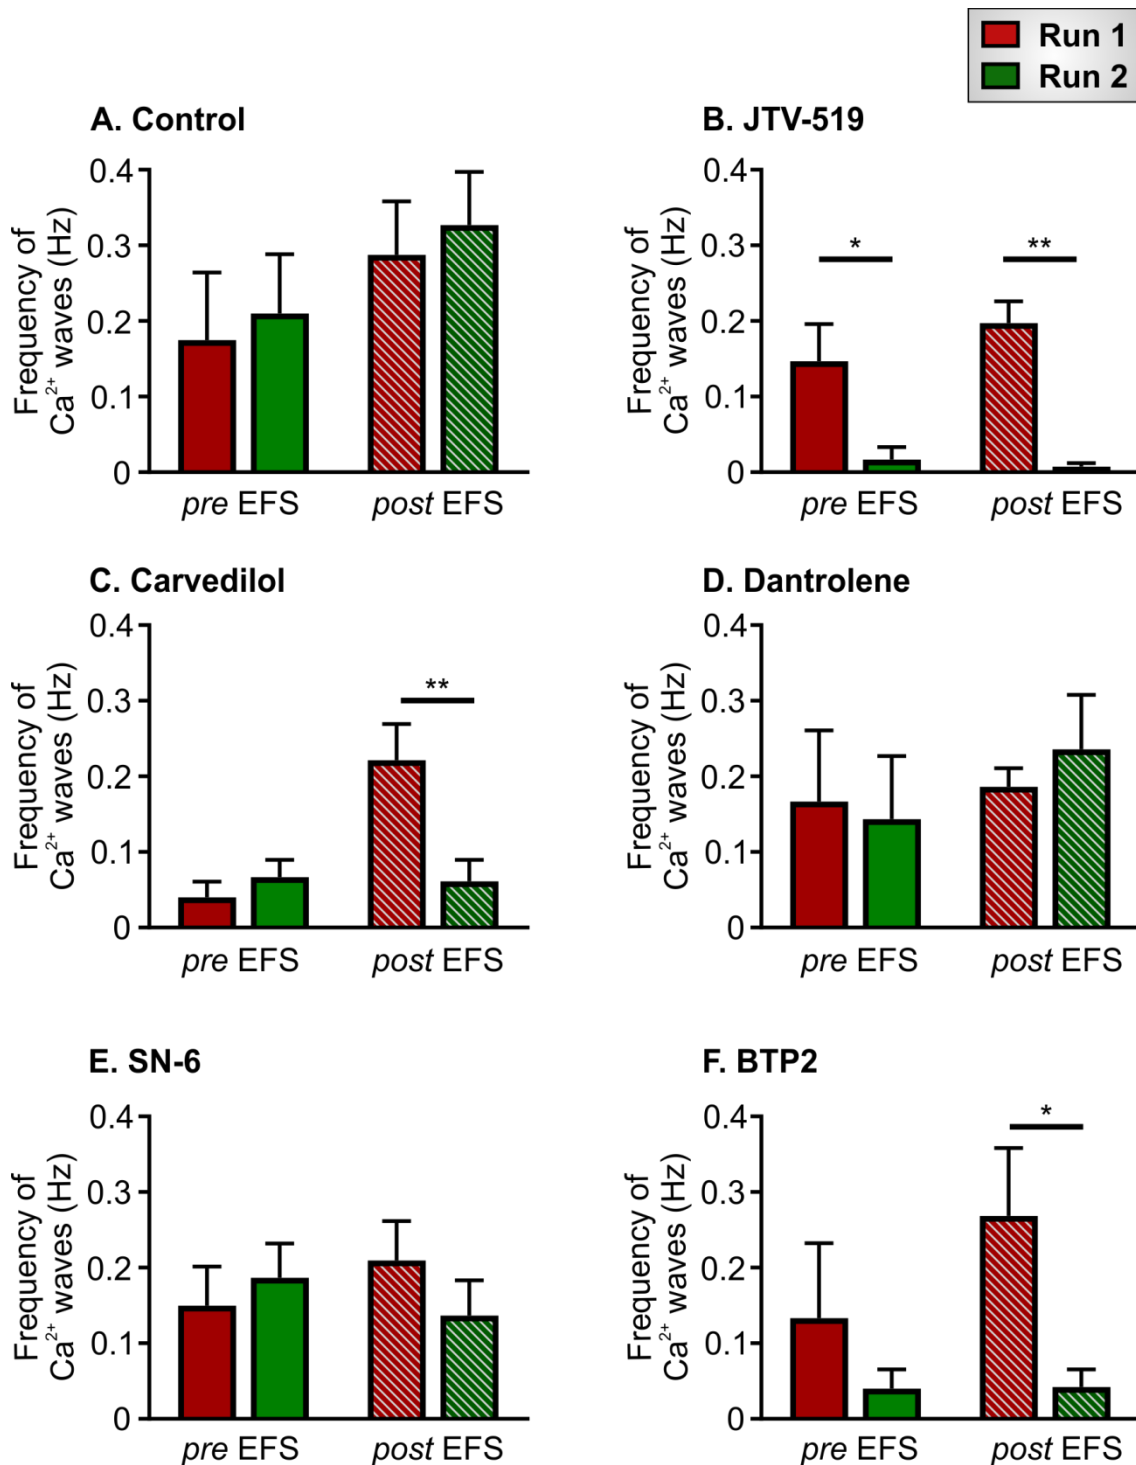 Run 1
Run 2
A. Control
Frequency of
Ca²⁺ waves (Hz)
0.4
0.3
0.2
0.1
0
pre EFS
post EFS
B. JTV-519
Frequency of
Ca²⁺ waves (Hz)
0.4
0.3
0.2
0.1
0
*
**
pre EFS
post EFS
C. Carvedilol
Frequency of
Ca²⁺ waves (Hz)
0.4
0.3
0.2
0.1
0
**
pre EFS
post EFS
D. Dantrolene
Frequency of
Ca²⁺ waves (Hz)
0.4
0.3
0.2
0.1
0
pre EFS
post EFS
E. SN-6
Frequency of
Ca²⁺ waves (Hz)
0.4
0.3
0.2
0.1
0
pre EFS
post EFS
F. BTP2
Frequency of
Ca²⁺ waves (Hz)
0.4
0.3
0.2
0.1
0
*
pre EFS
post EFS